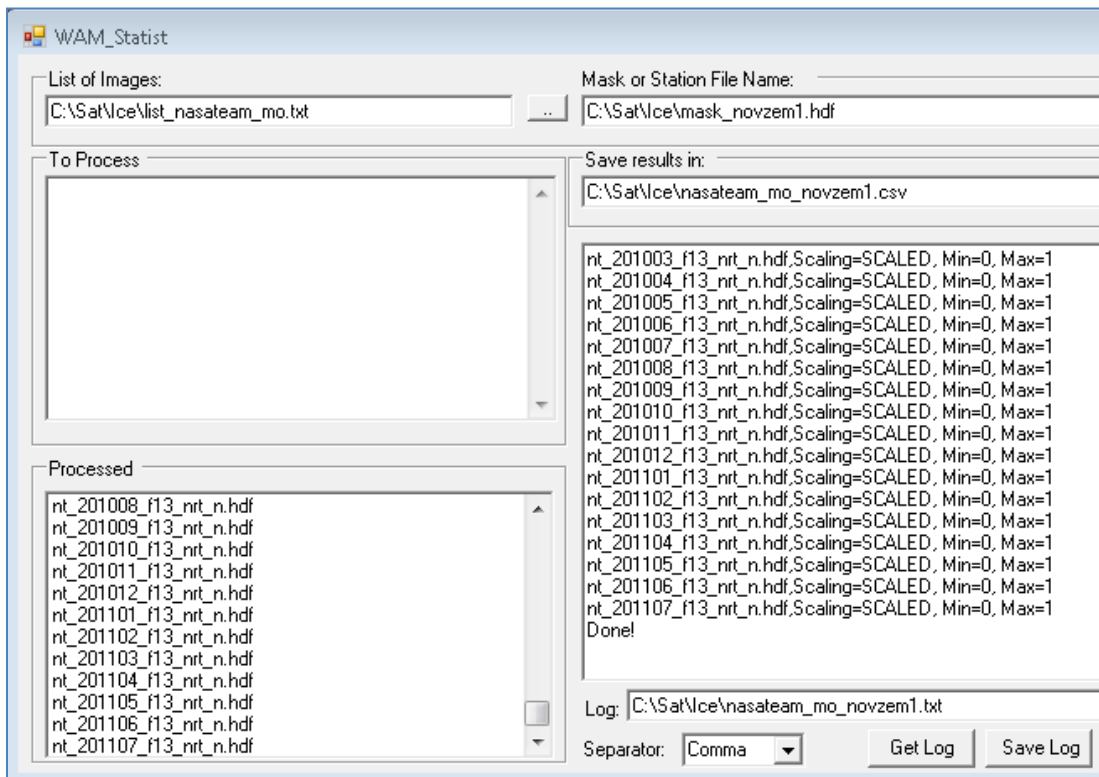 WAM_Statist
List of Images:
C:\Sat\Ice\list_nasateam_mo.txt
..
Mask or Station File Name:
C:\Sat\Ice\mask_novzem1.hdf
To Process
Save results in:
C:\Sat\Ice\nasateam_mo_novzem1.csv
nt_201003_f13_nrt_n.hdf,Scaling=SCALED, Min=0, Max=1
nt_201004_f13_nrt_n.hdf,Scaling=SCALED, Min=0, Max=1
nt_201005_f13_nrt_n.hdf,Scaling=SCALED, Min=0, Max=1
nt_201006_f13_nrt_n.hdf,Scaling=SCALED, Min=0, Max=1
nt_201007_f13_nrt_n.hdf,Scaling=SCALED, Min=0, Max=1
nt_201008_f13_nrt_n.hdf,Scaling=SCALED, Min=0, Max=1
nt_201009_f13_nrt_n.hdf,Scaling=SCALED, Min=0, Max=1
nt_201010_f13_nrt_n.hdf,Scaling=SCALED, Min=0, Max=1
nt_201011_f13_nrt_n.hdf,Scaling=SCALED, Min=0, Max=1
nt_201012_f13_nrt_n.hdf,Scaling=SCALED, Min=0, Max=1
nt_201101_f13_nrt_n.hdf,Scaling=SCALED, Min=0, Max=1
nt_201102_f13_nrt_n.hdf,Scaling=SCALED, Min=0, Max=1
nt_201103_f13_nrt_n.hdf,Scaling=SCALED, Min=0, Max=1
nt_201104_f13_nrt_n.hdf,Scaling=SCALED, Min=0, Max=1
nt_201105_f13_nrt_n.hdf,Scaling=SCALED, Min=0, Max=1
nt_201106_f13_nrt_n.hdf,Scaling=SCALED, Min=0, Max=1
nt_201107_f13_nrt_n.hdf,Scaling=SCALED, Min=0, Max=1
Done!
Processed
nt_201008_f13_nrt_n.hdf
nt_201009_f13_nrt_n.hdf
nt_201010_f13_nrt_n.hdf
nt_201011_f13_nrt_n.hdf
nt_201012_f13_nrt_n.hdf
nt_201101_f13_nrt_n.hdf
nt_201102_f13_nrt_n.hdf
nt_201103_f13_nrt_n.hdf
nt_201104_f13_nrt_n.hdf
nt_201105_f13_nrt_n.hdf
nt_201106_f13_nrt_n.hdf
nt_201107_f13_nrt_n.hdf
Log: C:\Sat\Ice\nasateam_mo_novzem1.txt
Separator: Comma Get Log Save Log